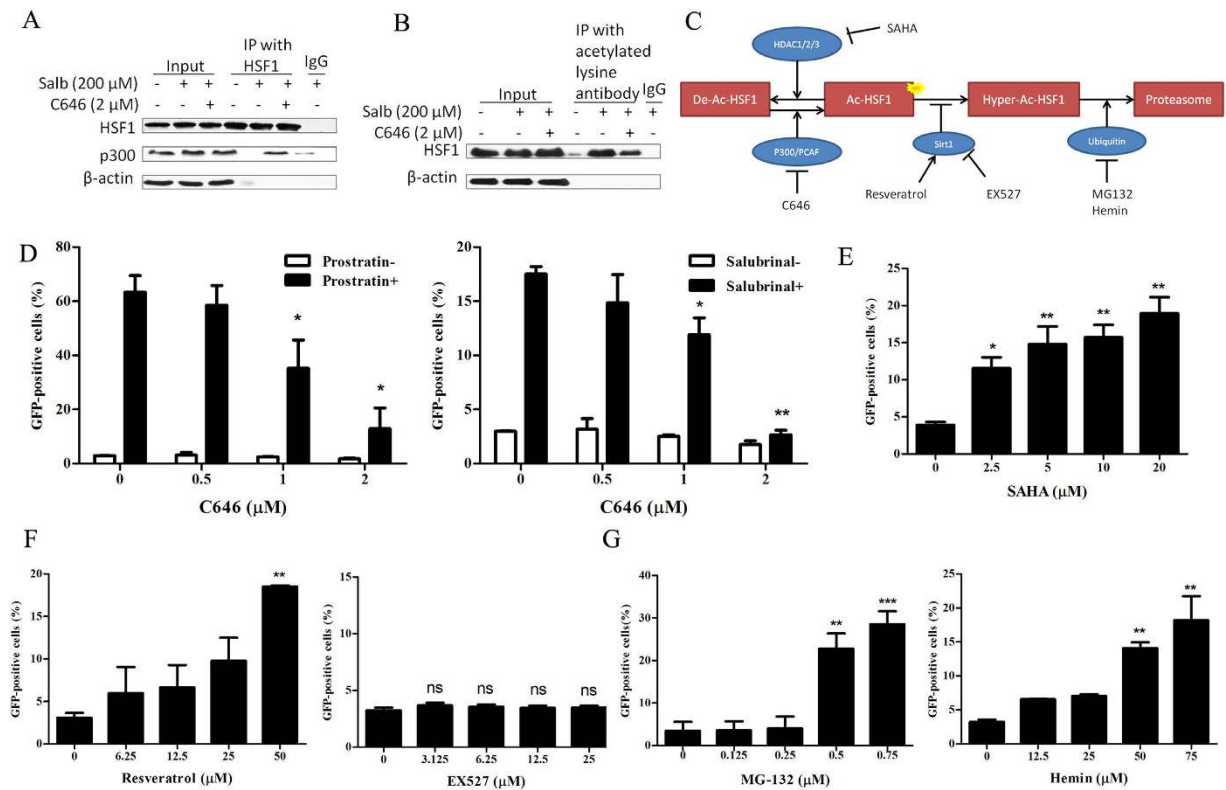 A
Input
IP with
HSF1
IgG
Salb (200 μM) - + + - + + +
C646 (2 μM) + +
HSF1
p300
β-actin
B
Input
IP with
acetylated
lysine
antibody
IgG
Salb (200 μM) - + + - + + +
C646 (2 μM) + +
HSF1
β-actin
C
HDAC1/2/3
SAHA
De-Ac-HSF1
Ac-HSF1
Hyper-Ac-HSF1
Proteasome
P300/PCAF
Sirt1
Ubiquitin
C646
Resveratrol
EX527
MG132
Hemin
D
GFP-positive cells (%)
80
60
40
20
0
Prostratin-
Prostratin+
*
*
0 0.5 1 2
C646 (μM)
GFP-positive cells (%)
20
15
10
5
0
Salubrinal-
Salubrinal+
*
**
0 0.5 1 2
C646 (μM)
E
GFP-positive cells (%)
25
20
15
10
5
0
* ** ** **
0 2.5 5 10 20
SAHA (μM)
F
GFP-positive cells (%)
20
15
10
5
0
**
0 6.25 12.5 25 50
Resveratrol (μM)
GFP-positive cells (%)
15
10
5
0
ns ns ns ns
0 3.125 6.25 12.5 25
EX527 (μM)
G
GFP-positive cells(%)
40
30
20
10
0
** ***
0 0.125 0.25 0.5 0.75
MG-132 (μM)
GFP-positive cells (%)
25
20
15
10
5
0
** **
0 12.5 25 50 75
Hemin (μM)